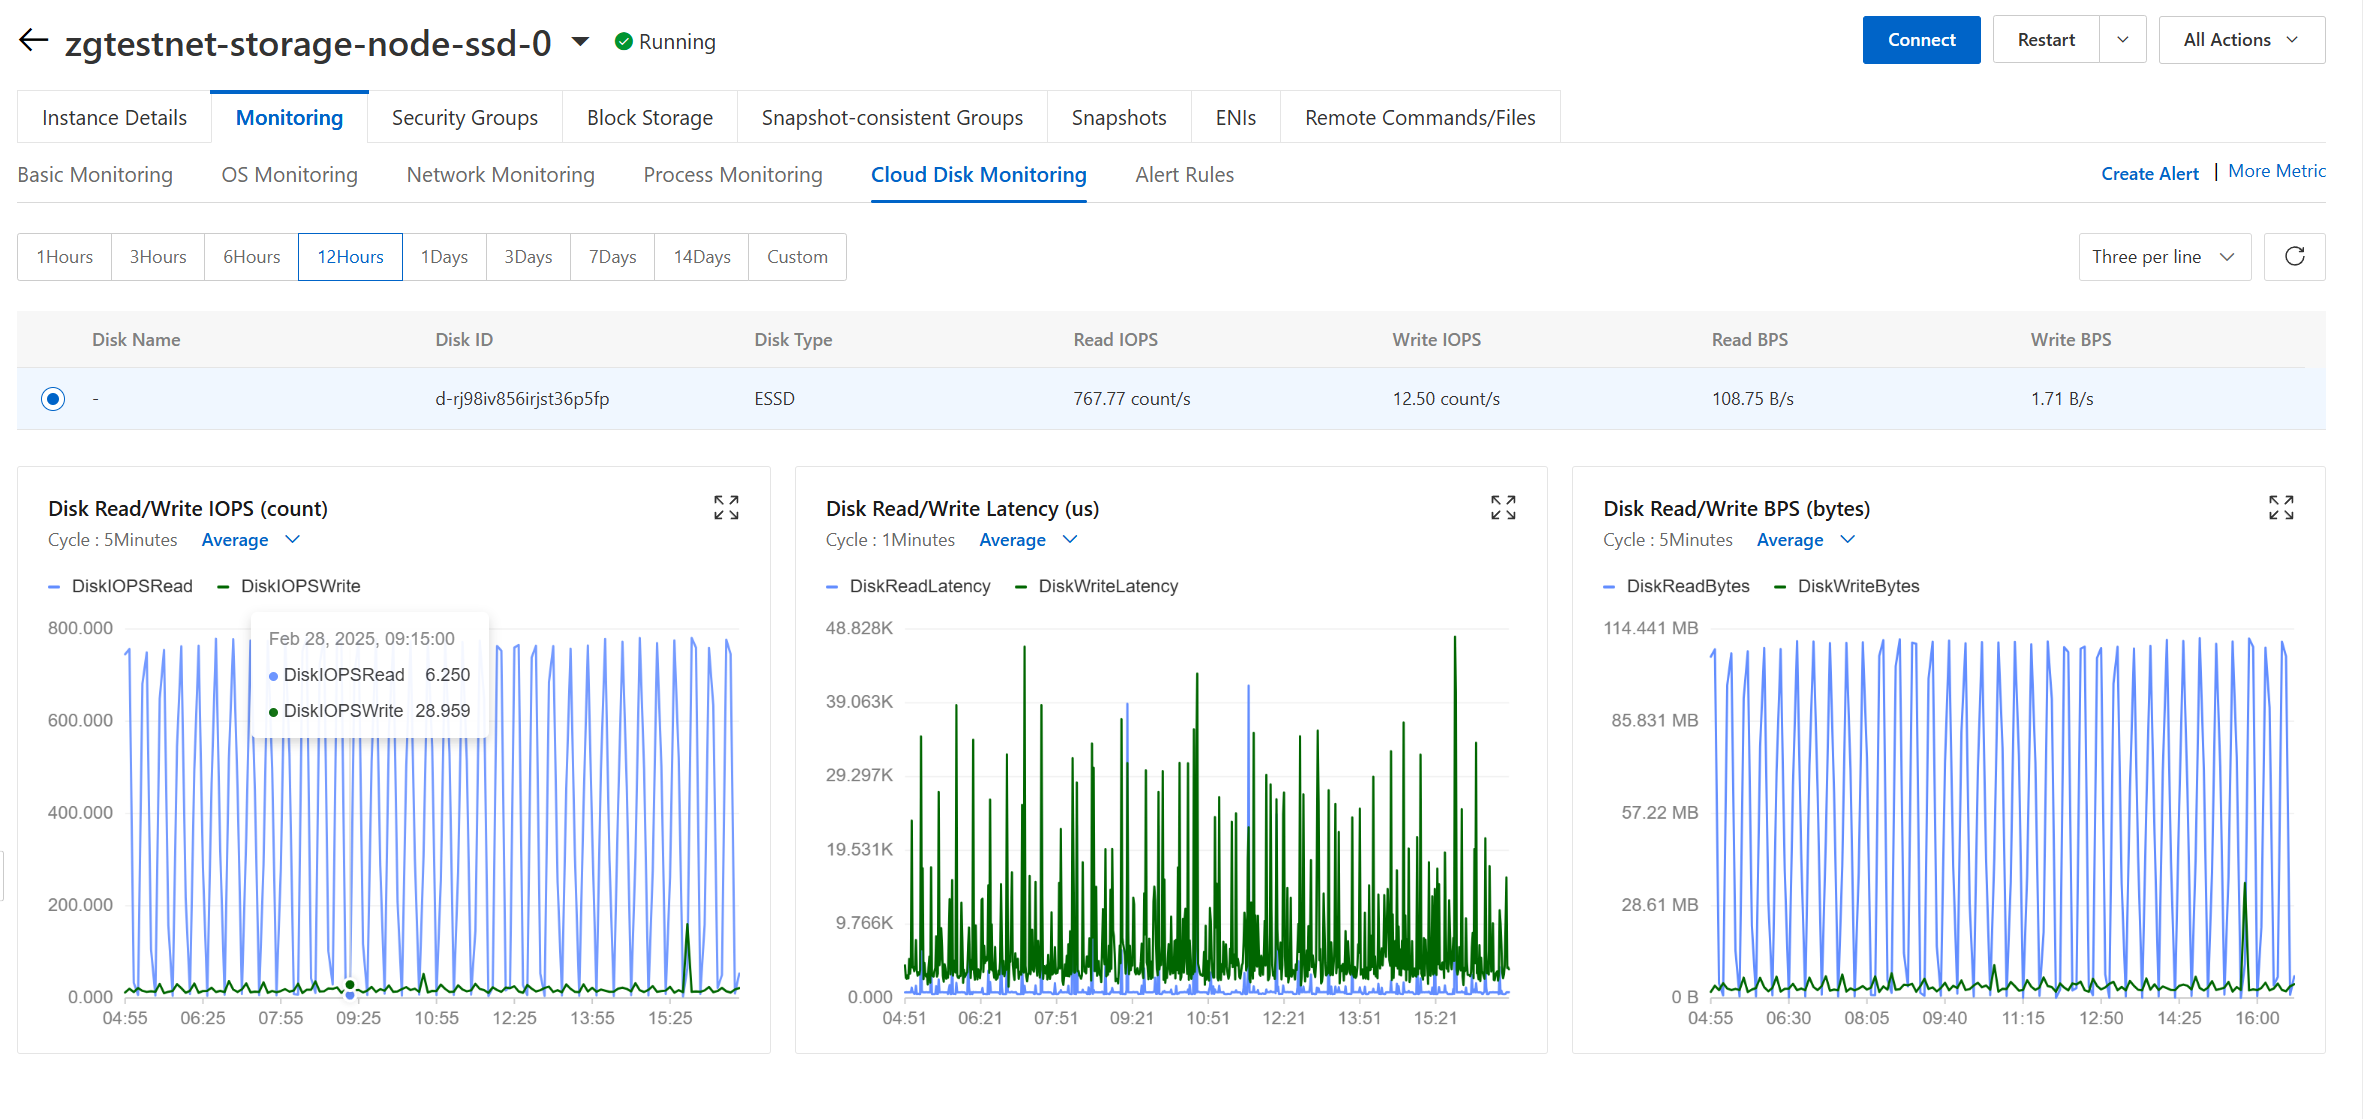 zgtestnet-storage-node-ssd-0 Running Connect Restart All Actions
Instance Details Monitoring Security Groups Block Storage Snapshot-consistent Groups Snapshots ENIs Remote Commands/Files
Basic Monitoring OS Monitoring Network Monitoring Process Monitoring Cloud Disk Monitoring Alert Rules Create Alert | More Metric
1Hours 3Hours 6Hours 12Hours 1Days 3Days 7Days 14Days Custom Three per line
Disk Name Disk ID Disk Type Read IOPS Write IOPS Read BPS Write BPS
- d-rj98iv856irjst36p5fp ESSD 767.77 count/s 12.50 count/s 108.75 B/s 1.71 B/s
Disk Read/Write IOPS (count)
Cycle : 5Minutes Average
DiskIOPSRead DiskIOPSWrite
Feb 28, 2025, 09:15:00
DiskIOPSRead 6.250
DiskIOPSWrite 28.959
800.000
600.000
400.000
200.000
0.000
04:55 06:25 07:55 09:25 10:55 12:25 13:55 15:25
Disk Read/Write Latency (us)
Cycle : 1Minutes Average
DiskReadLatency DiskWriteLatency
48.828K
39.063K
29.297K
19.531K
9.766K
0.000
04:51 06:21 07:51 09:21 10:51 12:21 13:51 15:21
Disk Read/Write BPS (bytes)
Cycle : 5Minutes Average
DiskReadBytes DiskWriteBytes
114.441 MB
85.831 MB
57.22 MB
28.61 MB
0 B
04:55 06:30 08:05 09:40 11:15 12:50 14:25 16:00